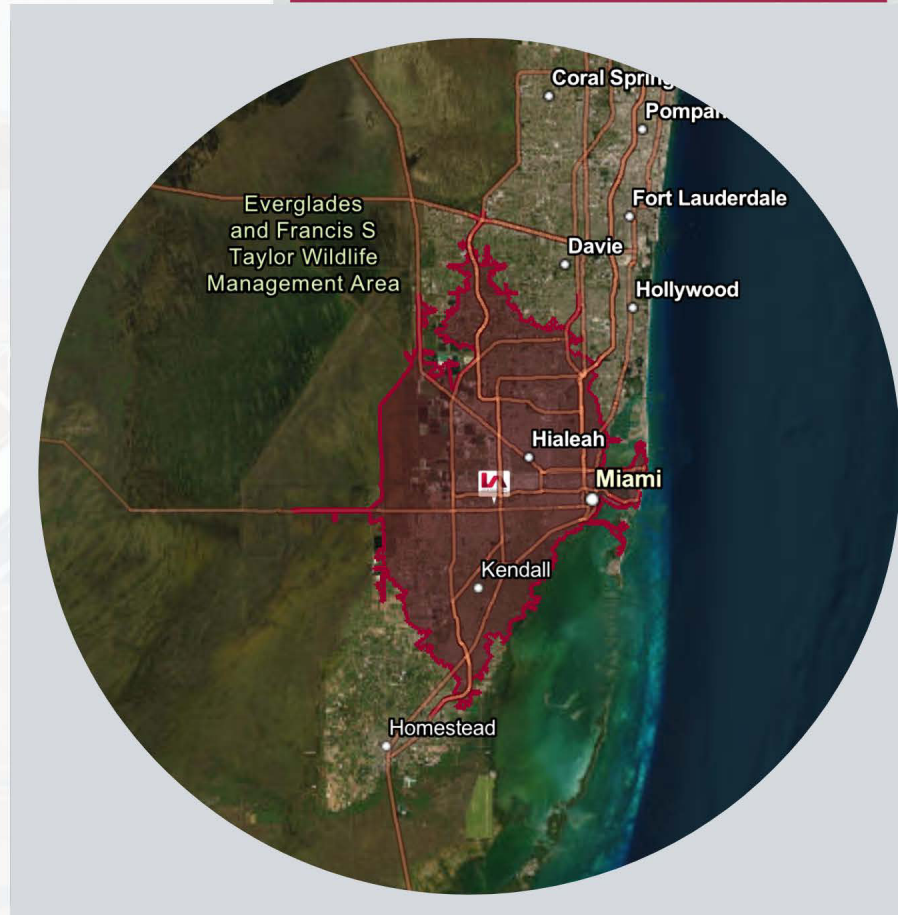 Coral Spring
Pompan
Everglades
and Francis S
Taylor Wildlife
Management Area
Fort Lauderdale
Davie
Hollywood
Hialeah
Miami
Kendall
Homestead